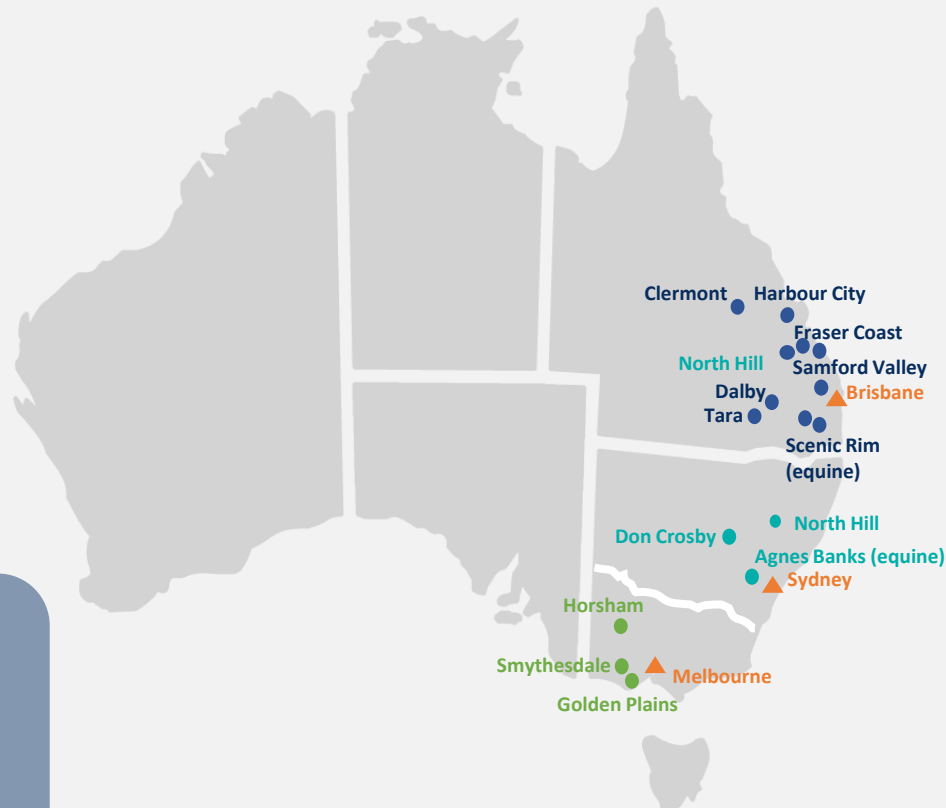 Clermont
Harbour City
Fraser Coast
North Hill
Samford Valley
Dalby
Brisbane
Tara
Scenic Rim
(equine)
North Hill
Don Crosby
Agnes Banks (equine)
Sydney
Horsham
Smythesdale
Melbourne
Golden Plains